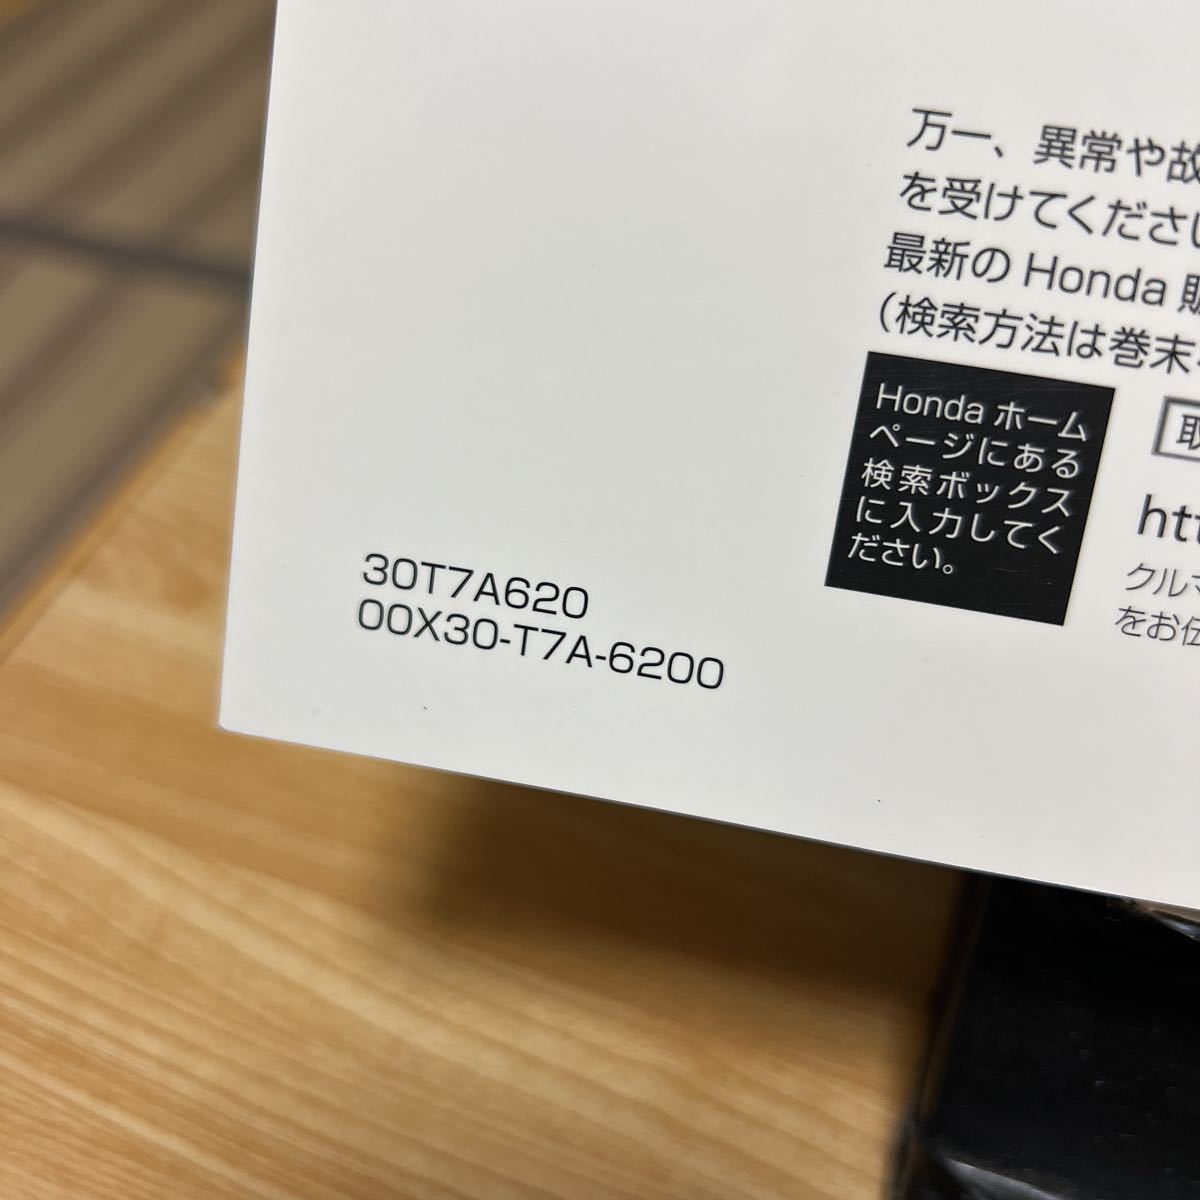 万一、異常や故
を受けてください
最新の Honda 販
（検索方法は巻末
Honda ホーム
ページにある
検索ボックス
に入力してく
ださい。
取
htt
クルマ
をお伝
30T7A620
00X30-T7A-6200